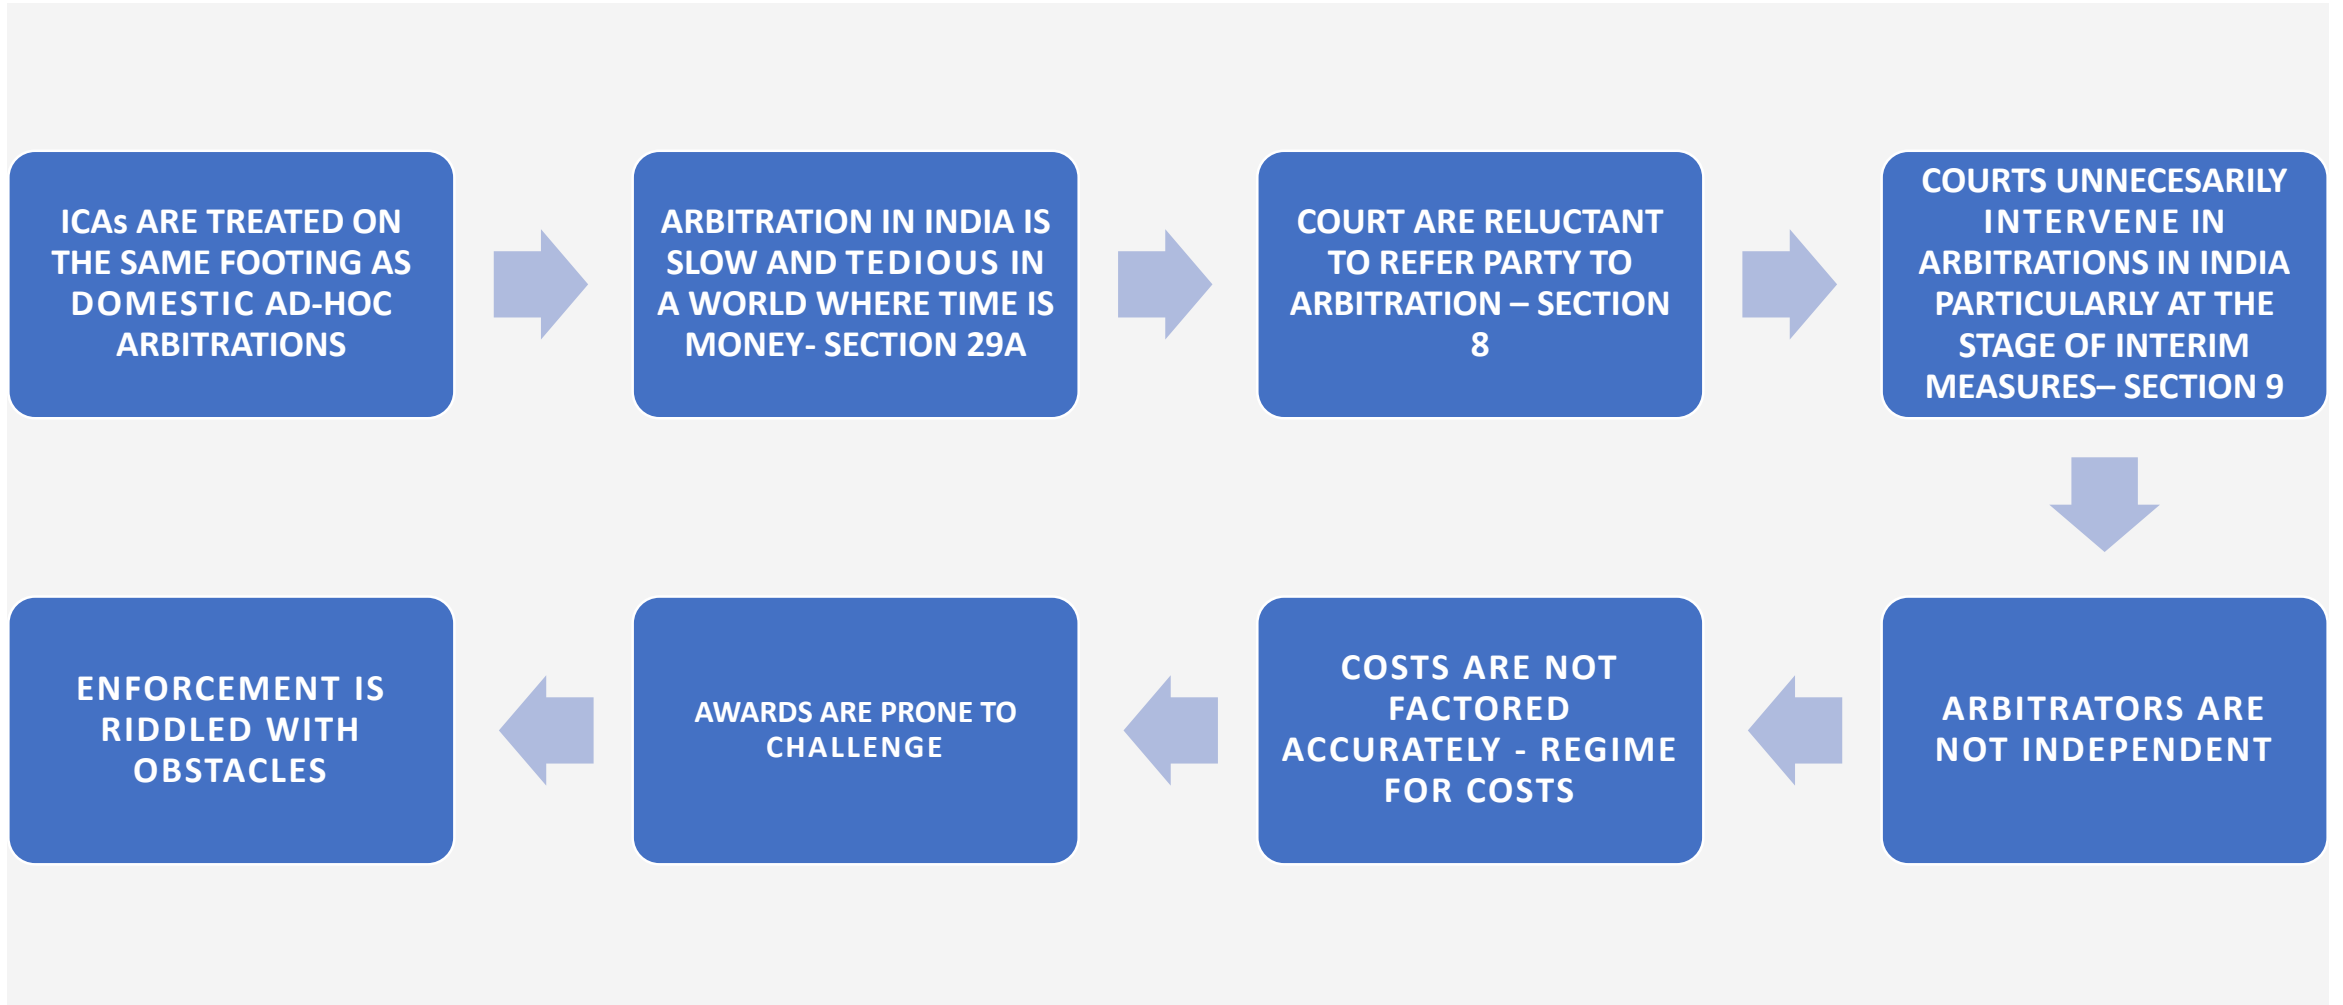 ICAs ARE TREATED ON
THE SAME FOOTING AS
DOMESTIC AD-HOC
ARBITRATIONS
ARBITRATION IN INDIA IS
SLOW AND TEDIOUS IN
A WORLD WHERE TIME IS
MONEY- SECTION 29A
COURT ARE RELUCTANT
TO REFER PARTY TO
ARBITRATION – SECTION
8
COURTS UNNECESARILY
INTERVENE IN
ARBITRATIONS IN INDIA
PARTICULARLY AT THE
STAGE OF INTERIM
MEASURES– SECTION 9
ARBITRATORS ARE
NOT INDEPENDENT
COSTS ARE NOT
FACTORED
ACCURATELY - REGIME
FOR COSTS
AWARDS ARE PRONE TO
CHALLENGE
ENFORCEMENT IS
RIDDLED WITH
OBSTACLES